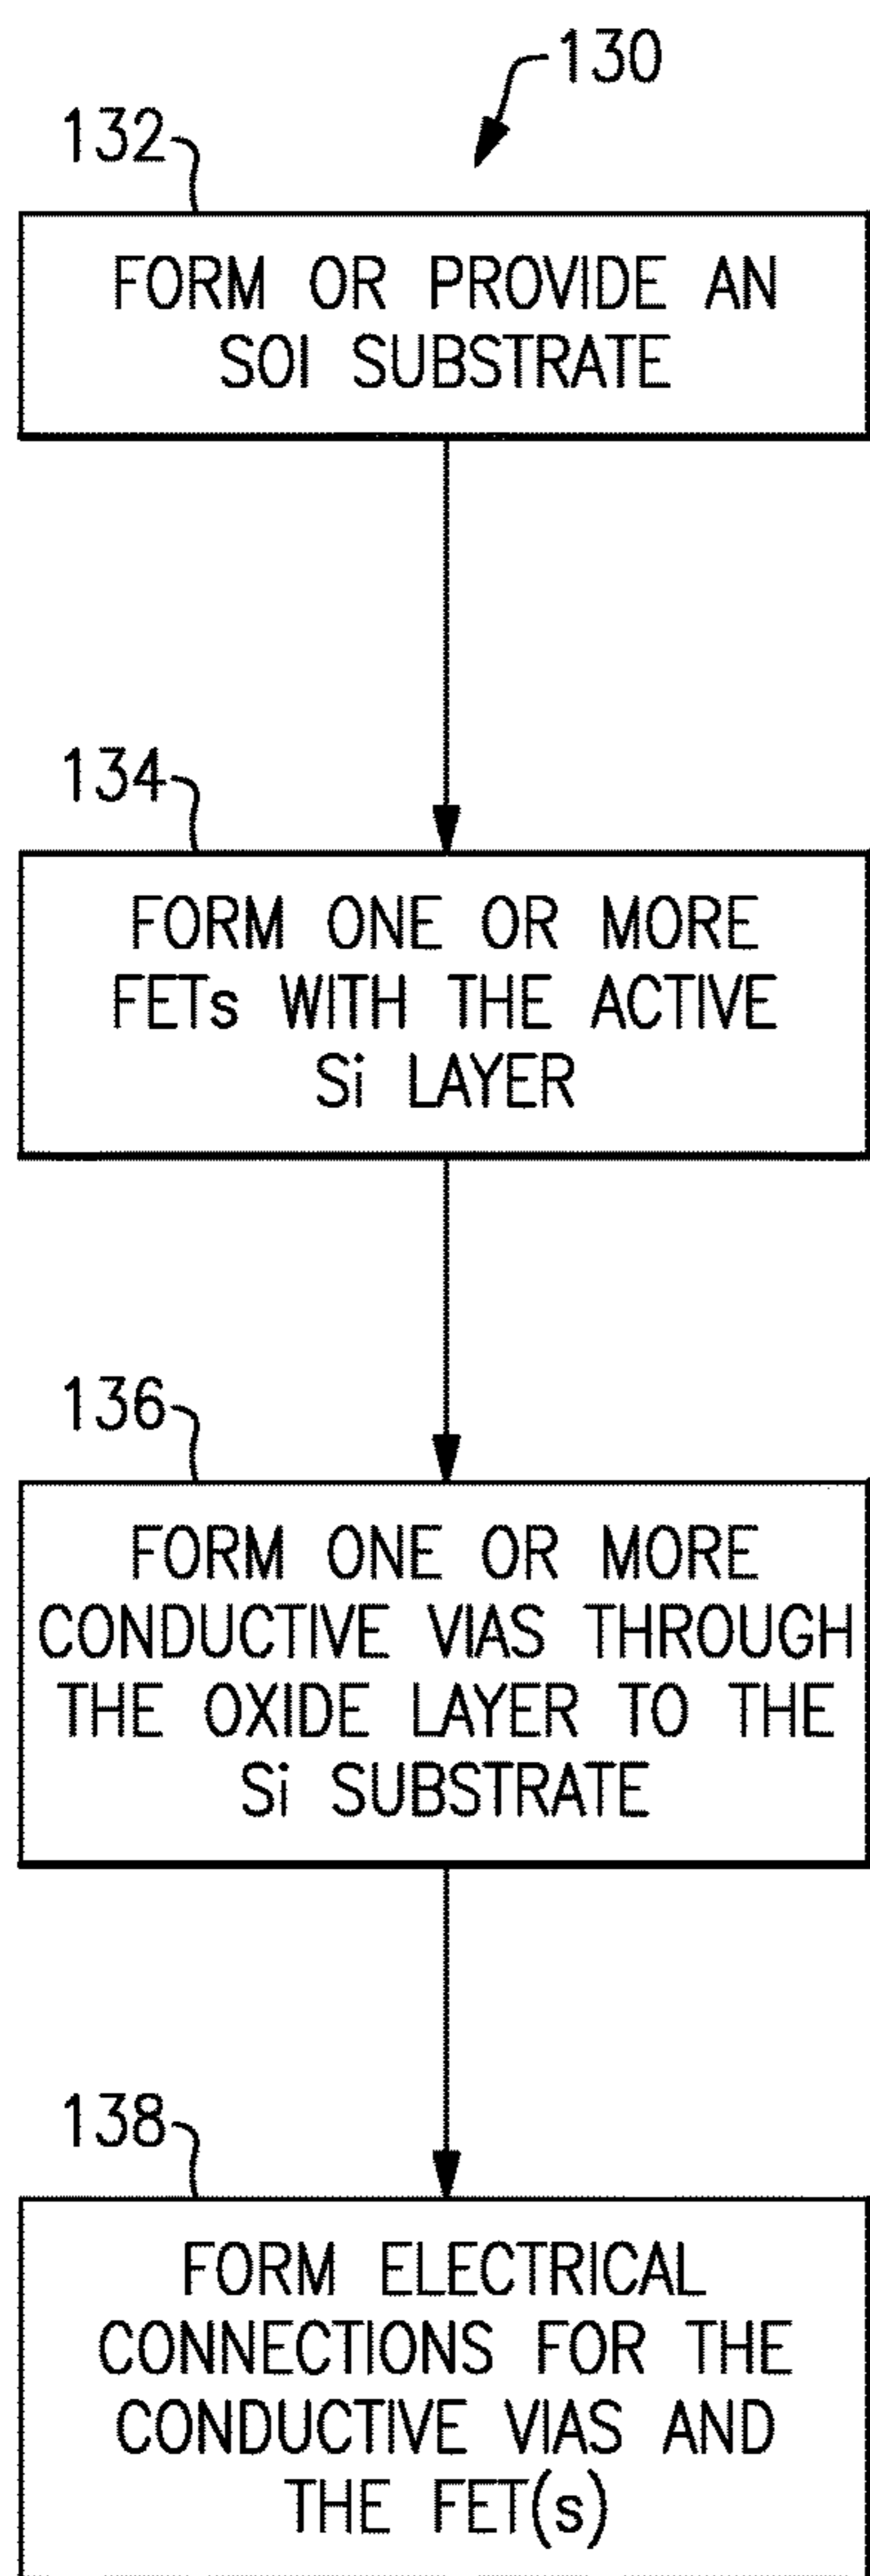 130
132
FORM OR PROVIDE AN
SOI SUBSTRATE
134
FORM ONE OR MORE
FETs WITH THE ACTIVE
Si LAYER
136
FORM ONE OR MORE
CONDUCTIVE VIAS THROUGH
THE OXIDE LAYER TO THE
Si SUBSTRATE
138
FORM ELECTRICAL
CONNECTIONS FOR THE
CONDUCTIVE VIAS AND
THE FET(s)